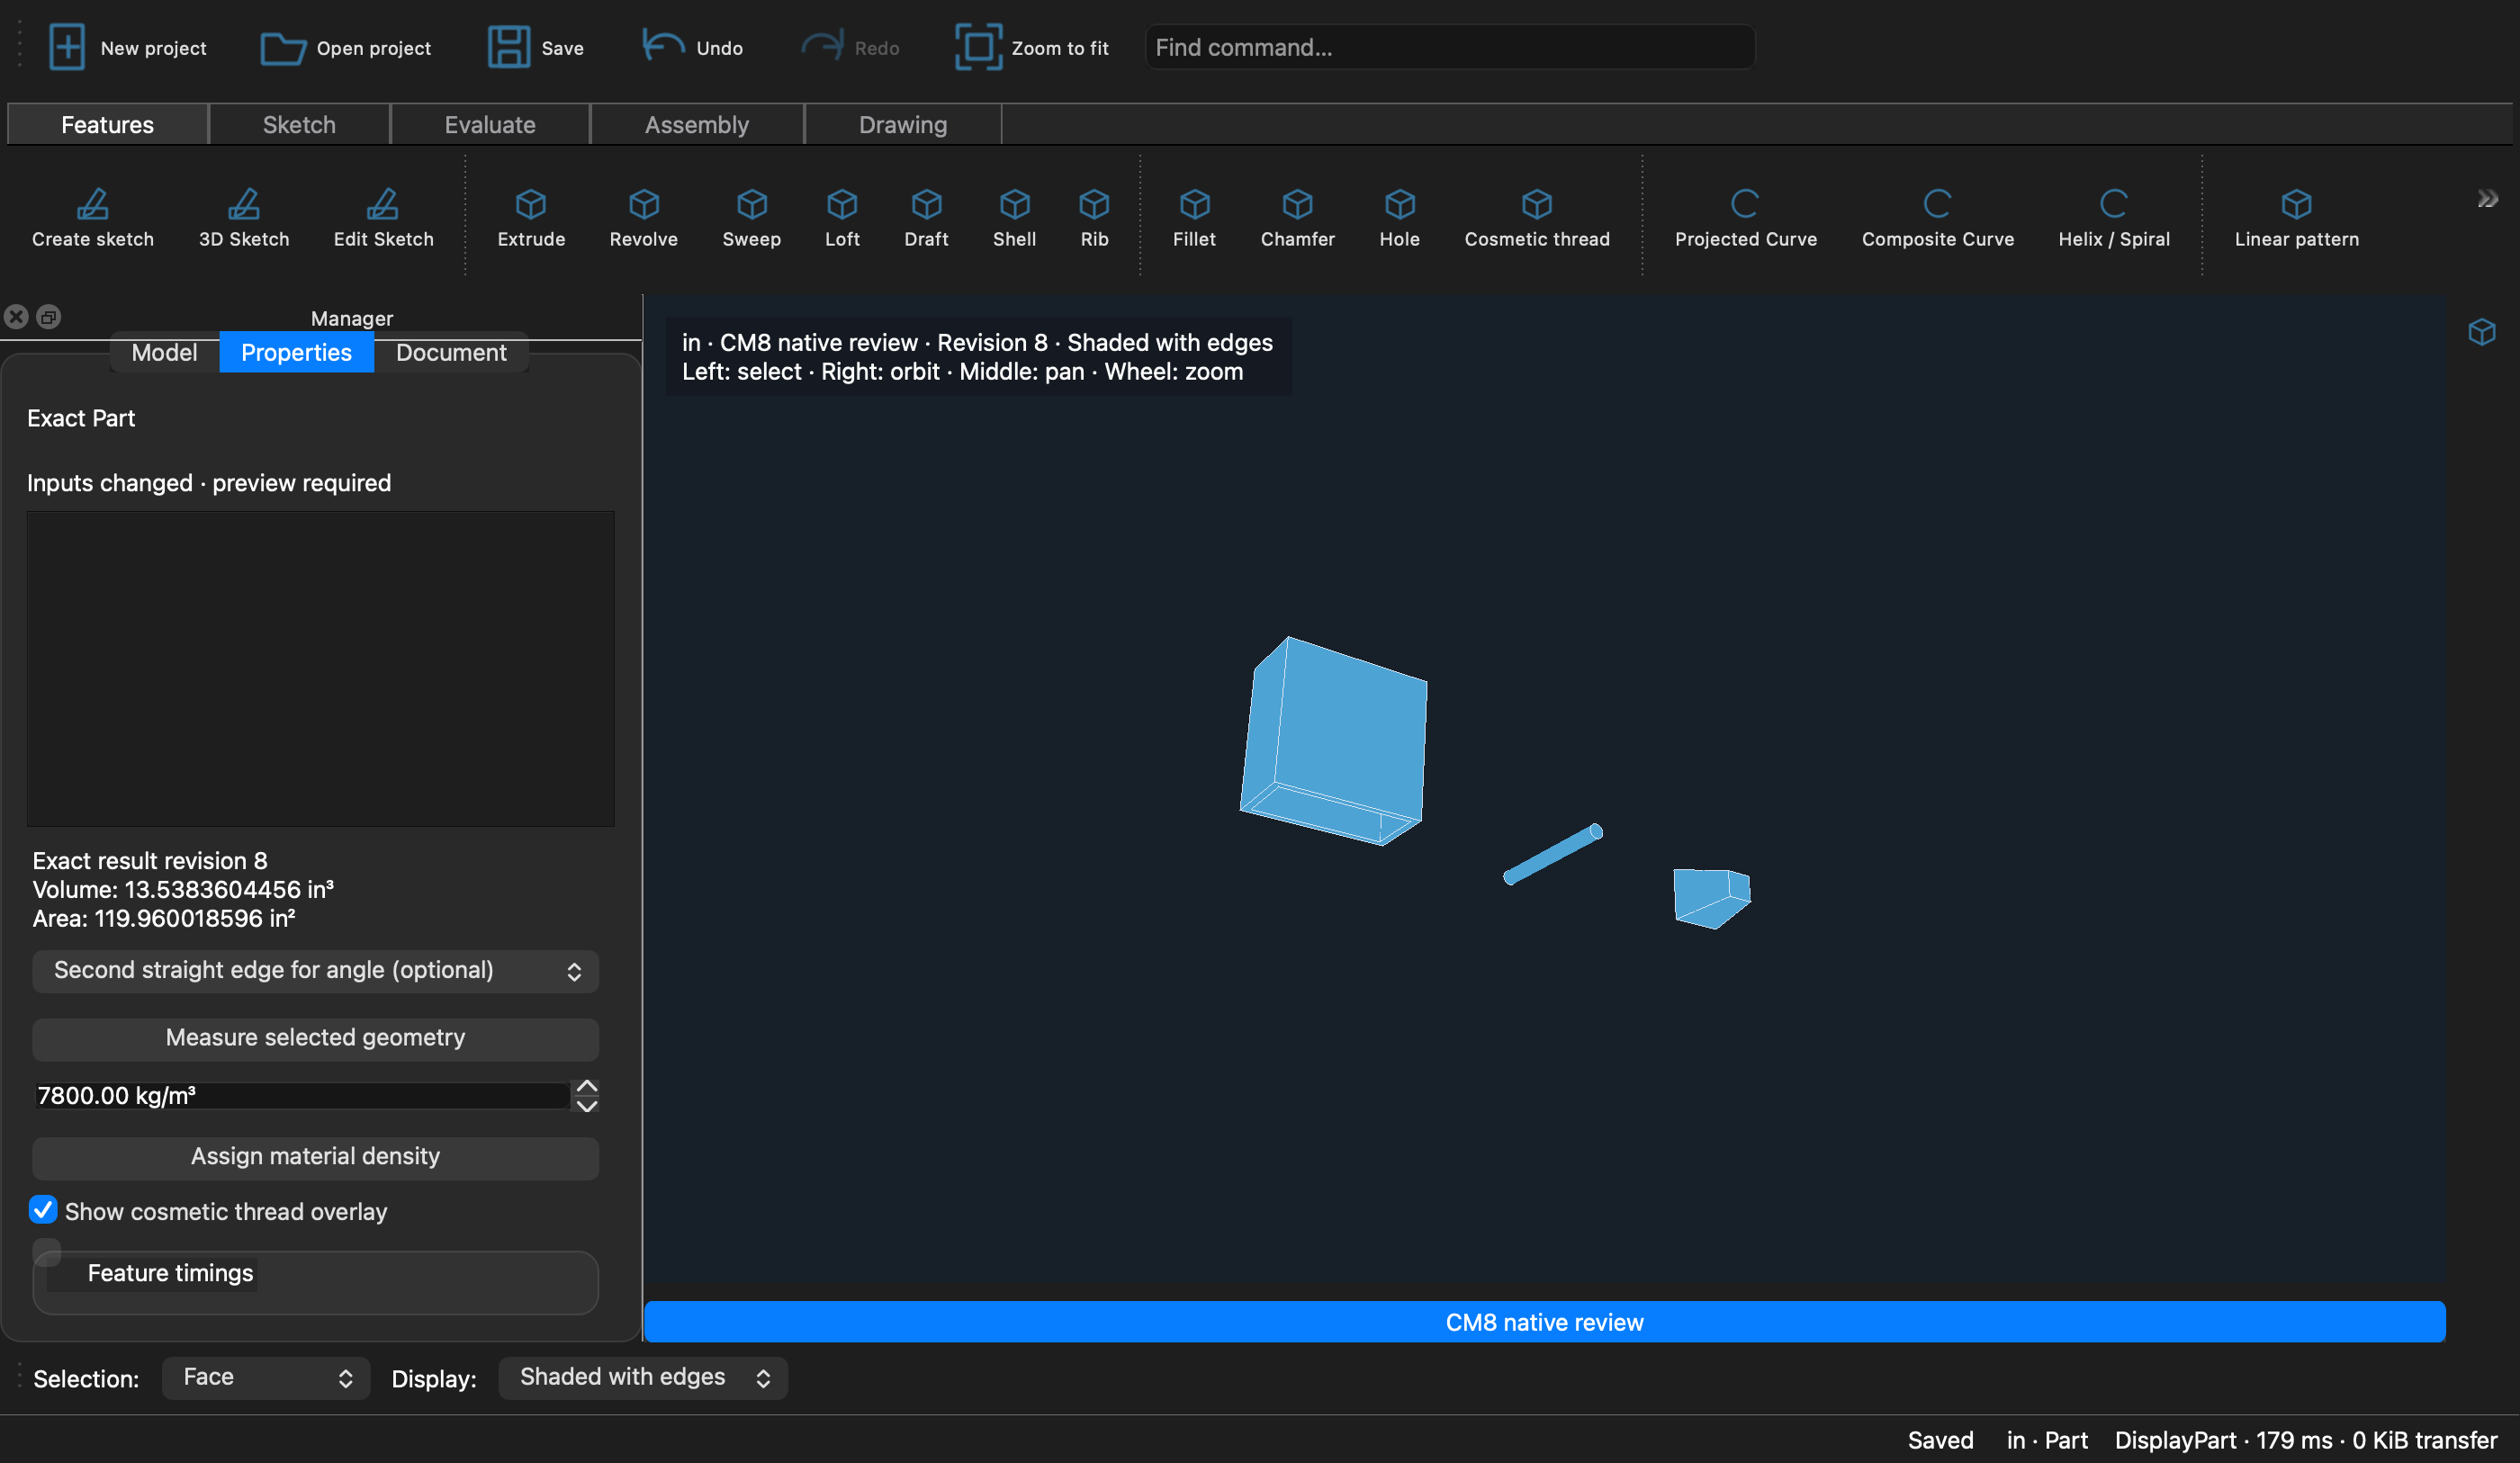 New project Open project Save Undo Redo Zoom to fit Find command...
Features Sketch Evaluate Assembly Drawing
Create sketch 3D Sketch Edit Sketch Extrude Revolve Sweep Loft Draft Shell Rib Fillet Chamfer Hole Cosmetic thread Projected Curve Composite Curve Helix / Spiral Linear pattern
Manager
Model Properties Document
Exact Part
Inputs changed · preview required
Exact result revision 8
Volume: 13.5383604456 in³
Area: 119.960018596 in²
Second straight edge for angle (optional)
Measure selected geometry
7800.00 kg/m³
Assign material density
Show cosmetic thread overlay
Feature timings
in · CM8 native review · Revision 8 · Shaded with edges
Left: select · Right: orbit · Middle: pan · Wheel: zoom
CM8 native review
Selection: Face Display: Shaded with edges
Saved in · Part DisplayPart · 179 ms · 0 KiB transfer